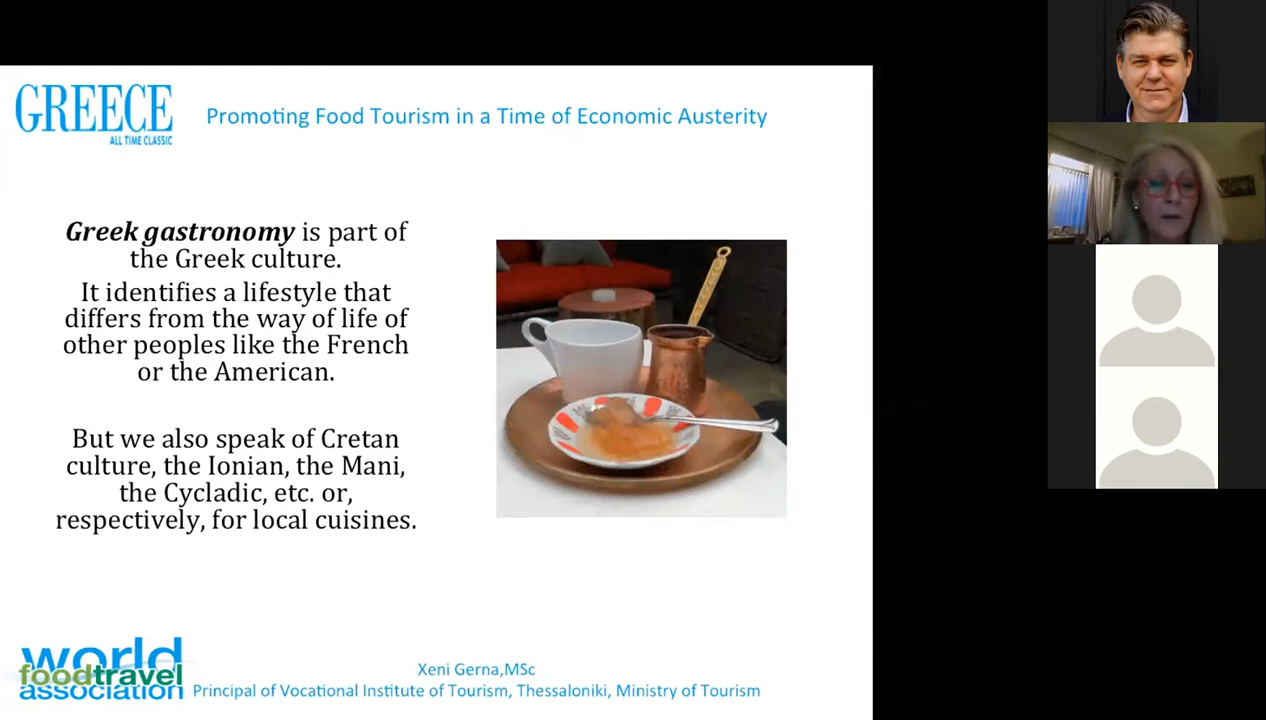 GREECE
ALL TIME CLASSIC
Promoting Food Tourism in a Time of Economic Austerity
Greek gastronomy is part of
the Greek culture.
It identifies a lifestyle that
differs from the way of life of
other peoples like the French
or the American.
But we also speak of Cretan
culture, the Ionian, the Mani,
the Cycladic, etc. or,
respectively, for local cuisines.
world
foodtravel
association
Xeni Gerna,MSc
Principal of Vocational Institute of Tourism, Thessaloniki, Ministry of Tourism